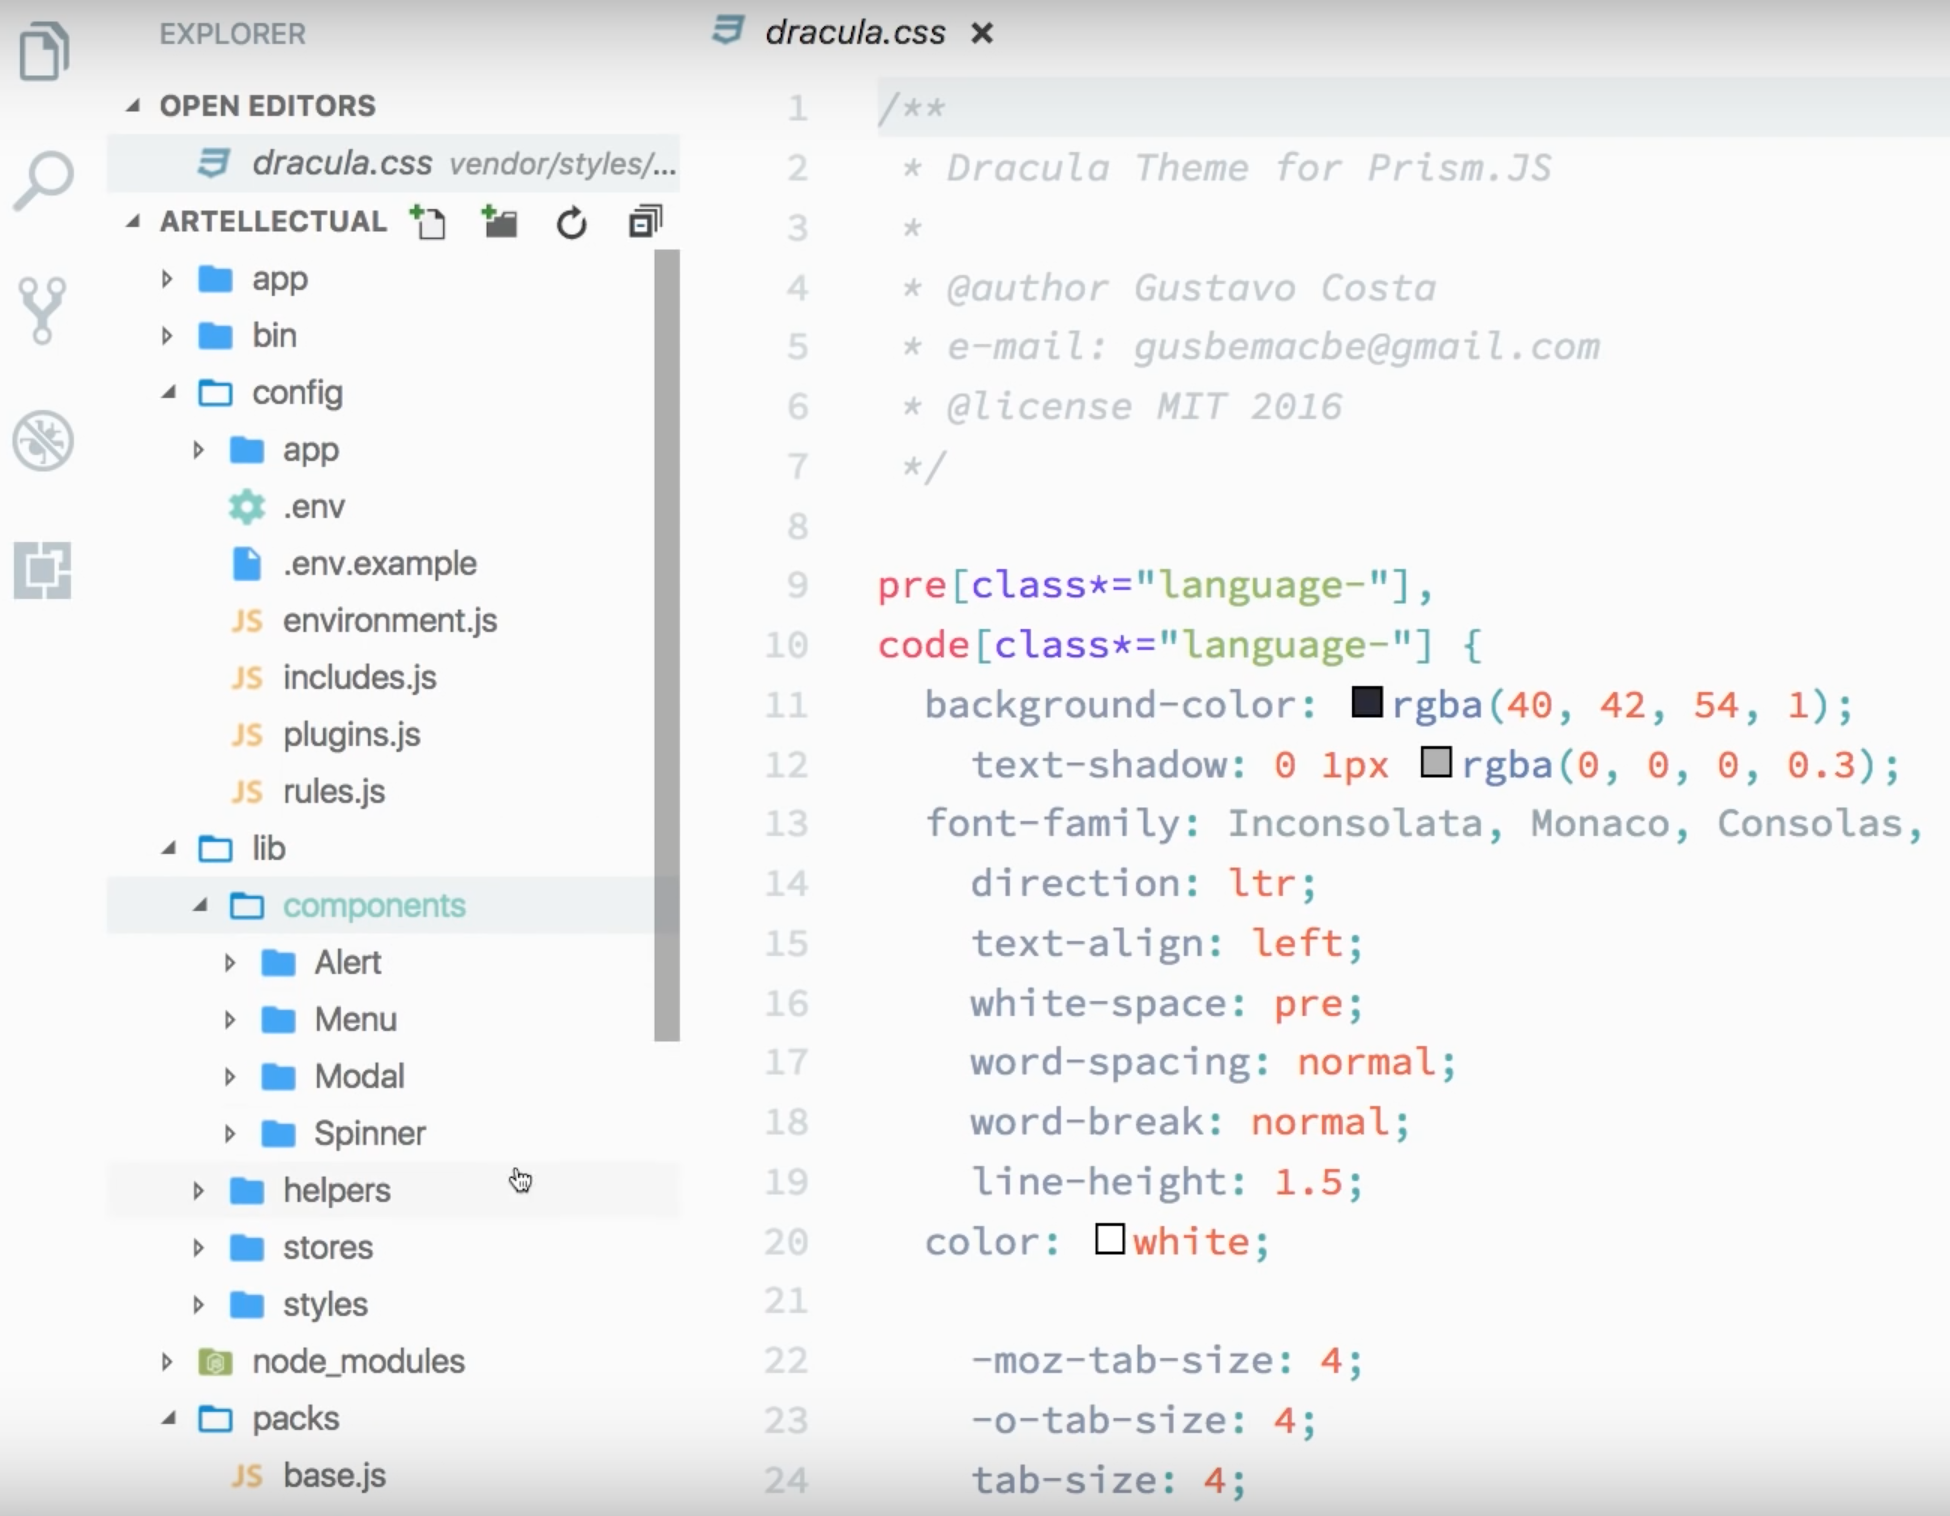 EXPLORER
OPEN EDITORS
dracula.css vendor/styles/...
ARTELLECTUAL
app
bin
config
app
.env
.env.example
JS environment.js
JS includes.js
JS plugins.js
JS rules.js
lib
components
Alert
Menu
Modal
Spinner
helpers
stores
styles
node_modules
packs
JS base.js
dracula.css
1 /**
2 * Dracula Theme for Prism.JS
3 *
4 * @author Gustavo Costa
5 * e-mail: gusbemacbe@gmail.com
6 * @license MIT 2016
7 */
8
9 pre[class*="language-"],
10 code[class*="language-"] {
11 background-color: rgba(40, 42, 54, 1);
12 text-shadow: 0 1px rgba(0, 0, 0, 0.3);
13 font-family: Inconsolata, Monaco, Consolas,
14 direction: ltr;
15 text-align: left;
16 white-space: pre;
17 word-spacing: normal;
18 word-break: normal;
19 line-height: 1.5;
20 color: white;
21
22 -moz-tab-size: 4;
23 -o-tab-size: 4;
24 tab-size: 4;